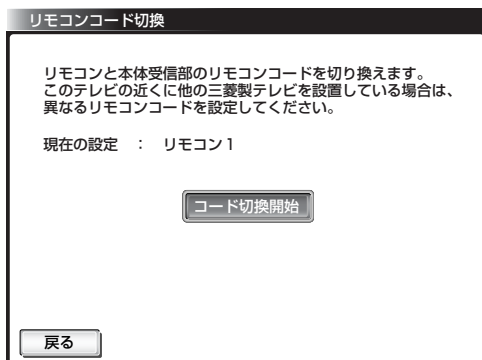 リモコンコード切換
リモコンと本体受信部のリモコンコードを切り換えます。
このテレビの近くに他の三菱製テレビを設置している場合は、
異なるリモコンコードを設定してください。
現在の設定 ： リモコン1
コード切換開始
戻る